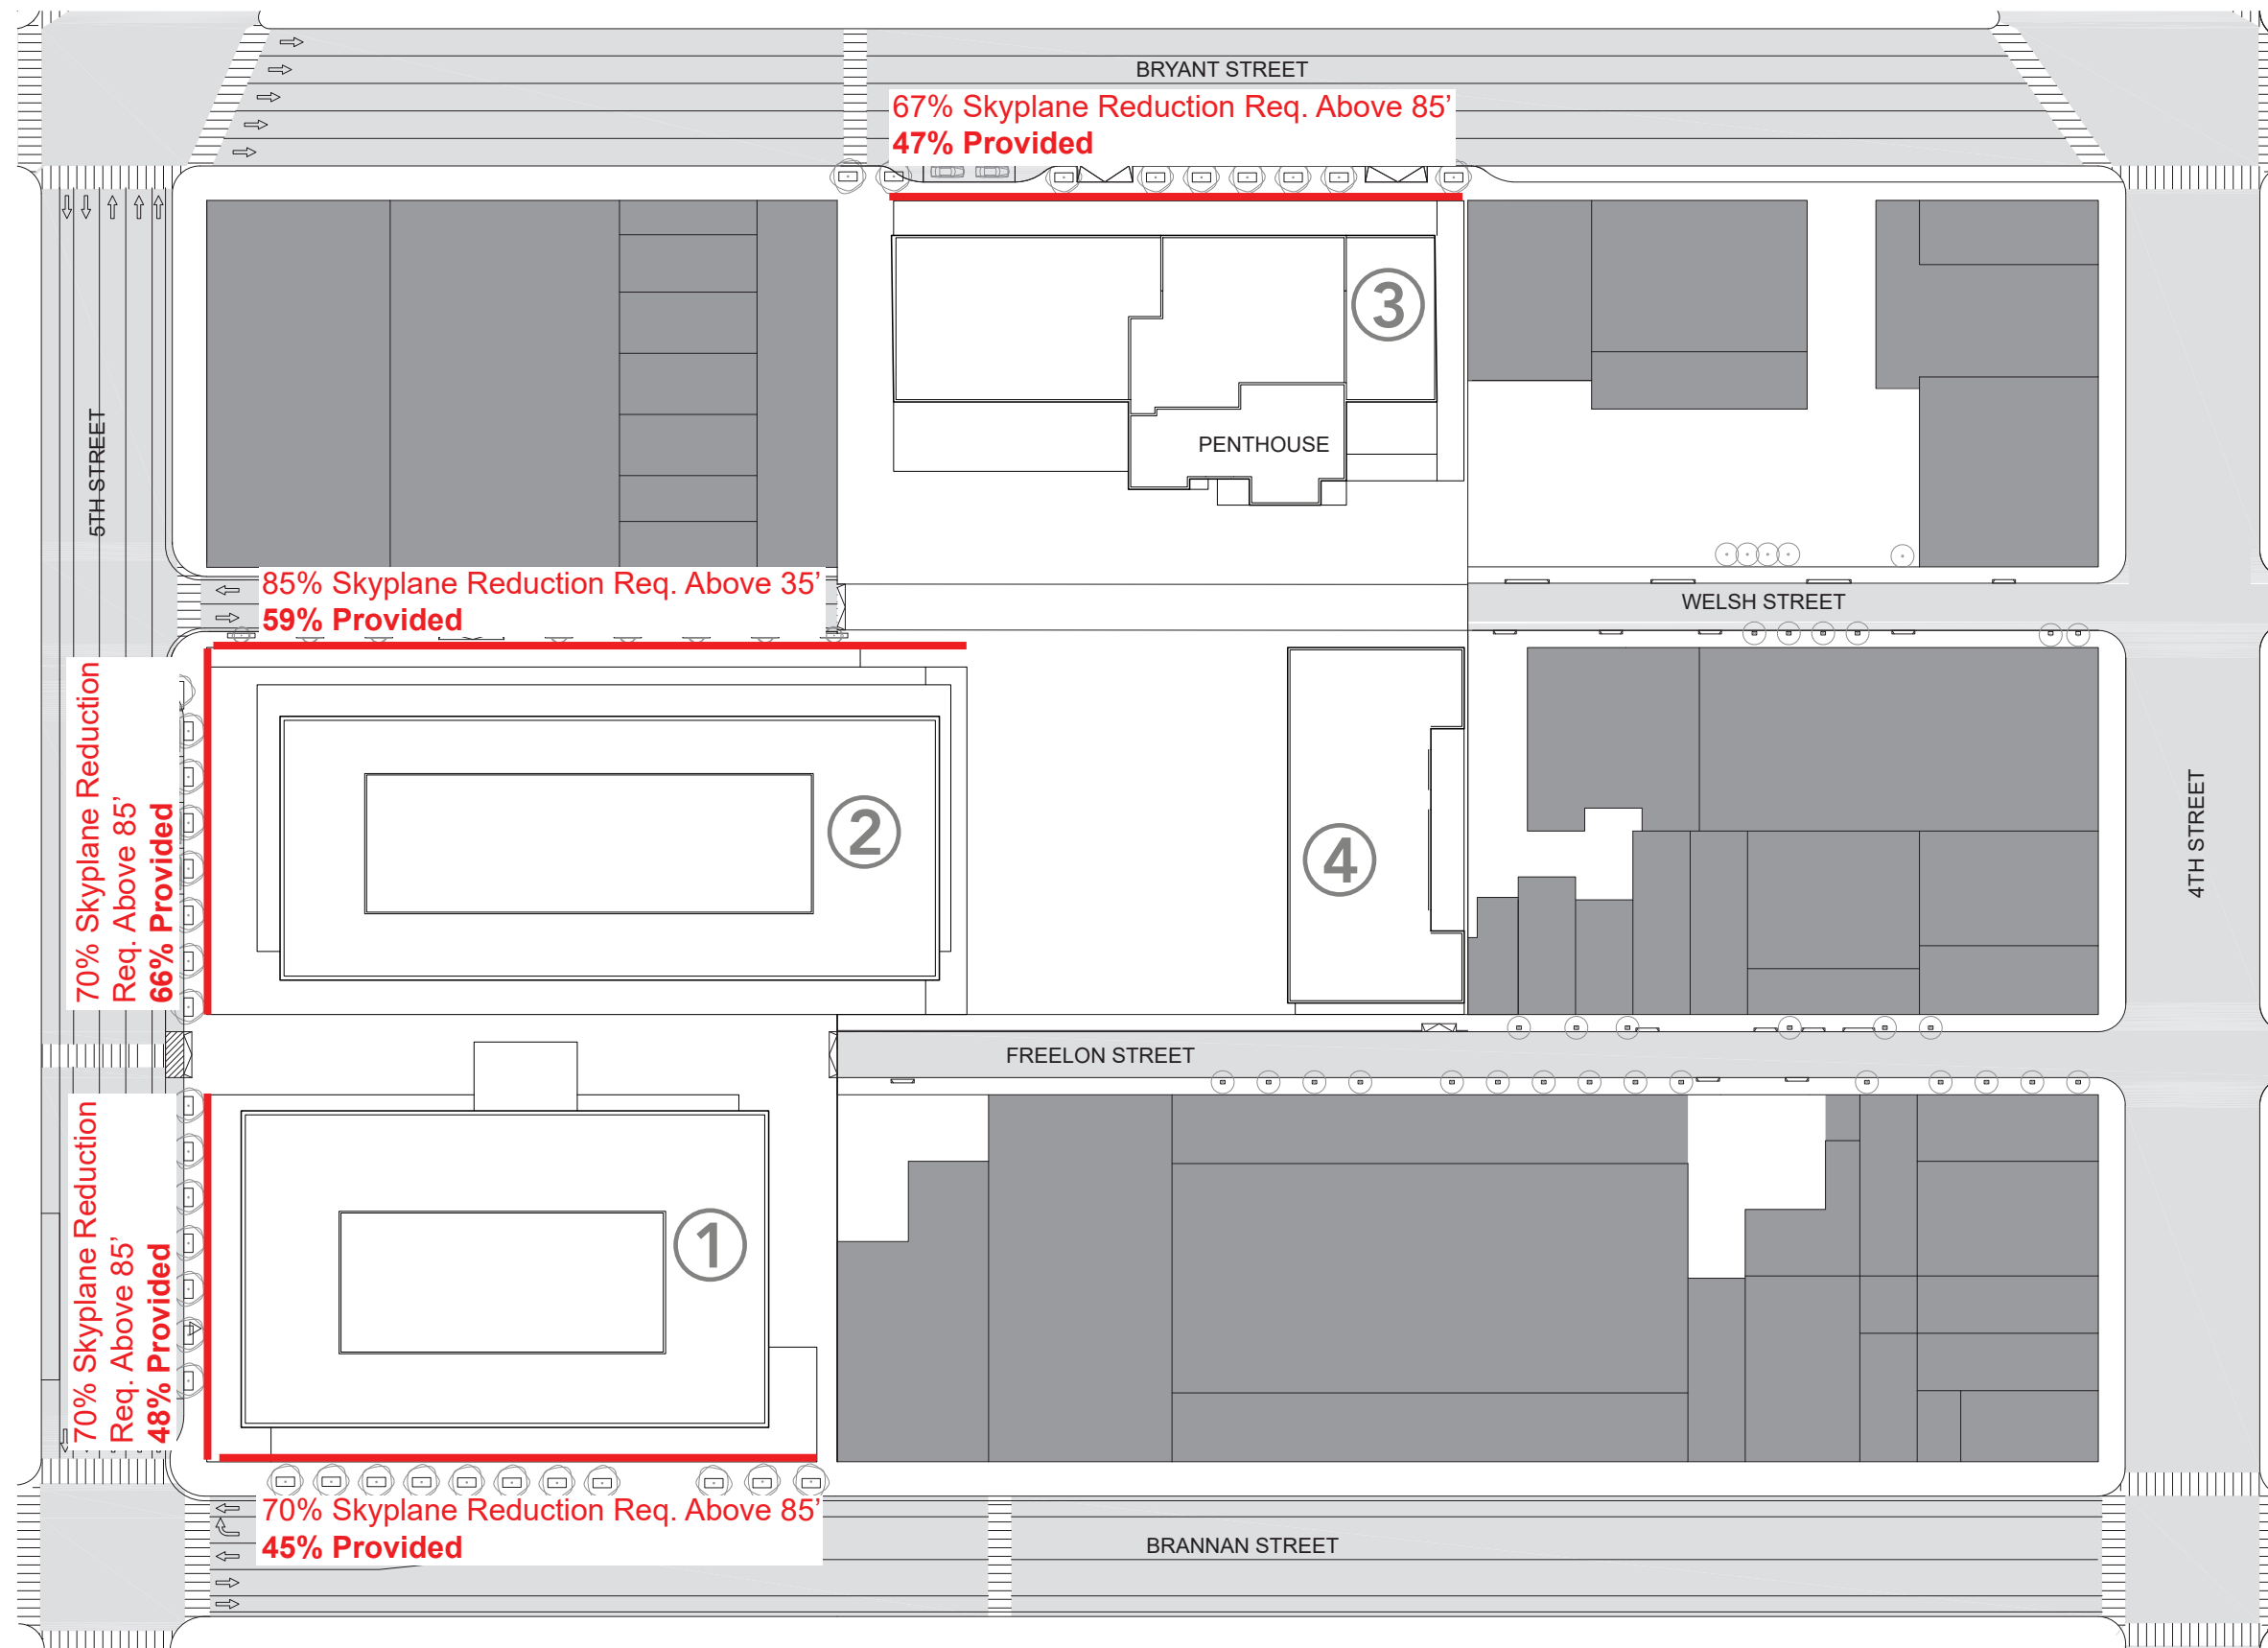 BRYANT STREET
67% Skyplane Reduction Req. Above 85’
47% Provided
3
PENTHOUSE
5TH STREET
85% Skyplane Reduction Req. Above 35’
59% Provided
WELSH STREET
70% Skyplane Reduction
Req. Above 85’
66% Provided
2
4
4TH STREET
FREELON STREET
70% Skyplane Reduction
Req. Above 85’
48% Provided
1
70% Skyplane Reduction Req. Above 85’
45% Provided
BRANNAN STREET